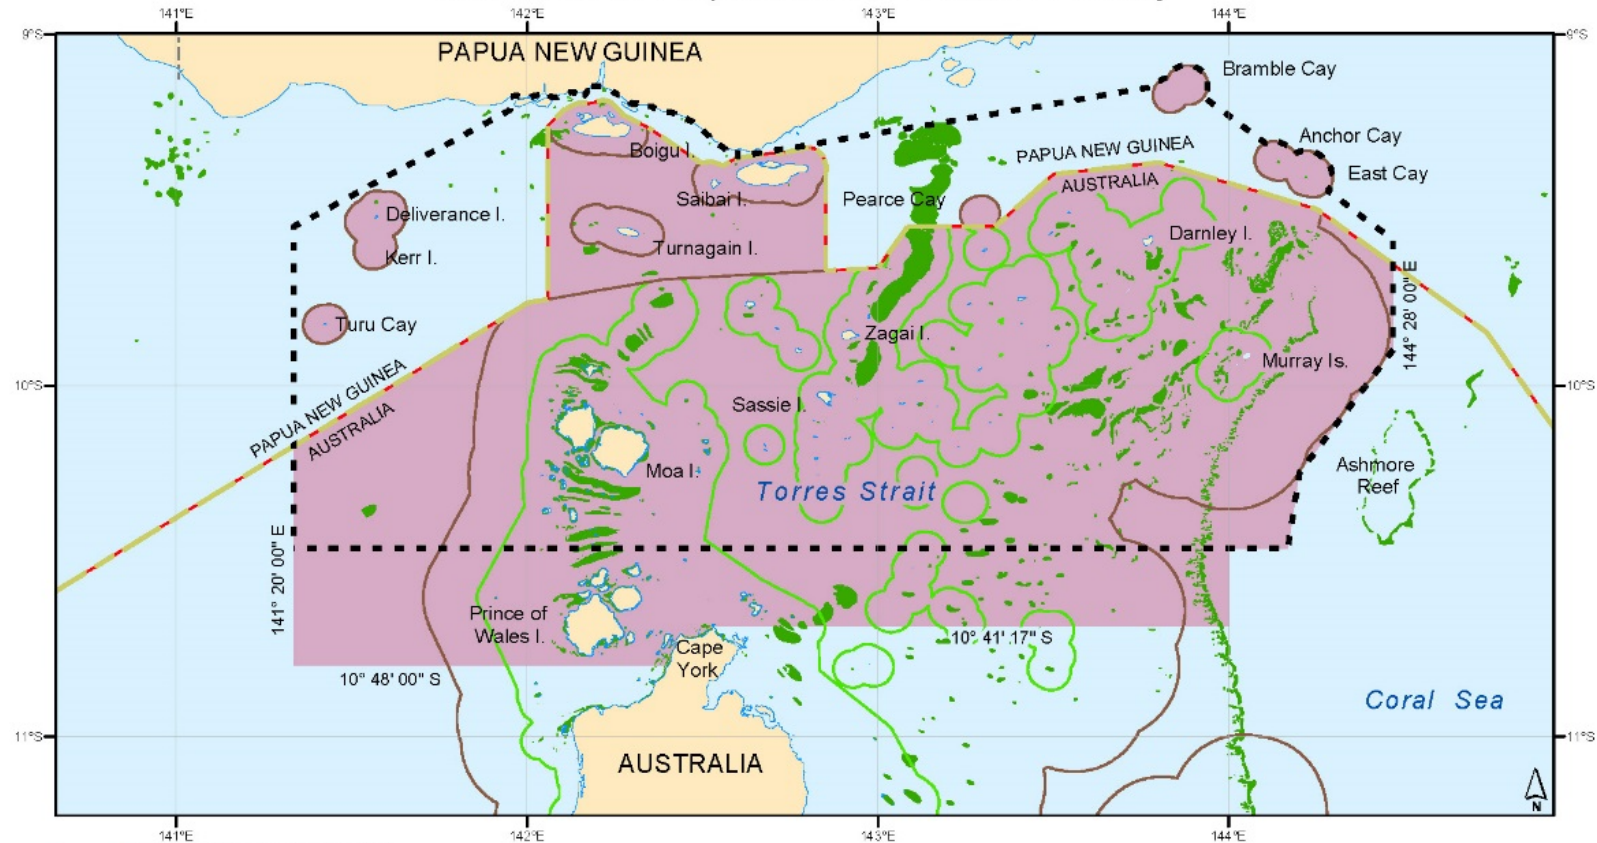 141°E
142°E
143°E
144°E
9°S
9°S
PAPUA NEW GUINEA
Bramble Cay
Anchor Cay
East Cay
PAPUA NEW GUINEA
AUSTRALIA
Boigu I.
Saibai I.
Pearce Cay
Deliverance I.
Kerr I.
Turnagain I.
Darnley I.
Turu Cay
Zagai I.
Murray Is.
144° 28' 00" E
10°S
10°S
PAPUA NEW GUINEA
AUSTRALIA
Sassie I.
Moa I.
Torres Strait
Ashmore
Reef
141° 20' 00" E
Prince of
Wales I.
Cape
York
10° 41' 17" S
10° 48' 00" S
Coral Sea
11°S
11°S
AUSTRALIA
N
141°E
142°E
143°E
144°E